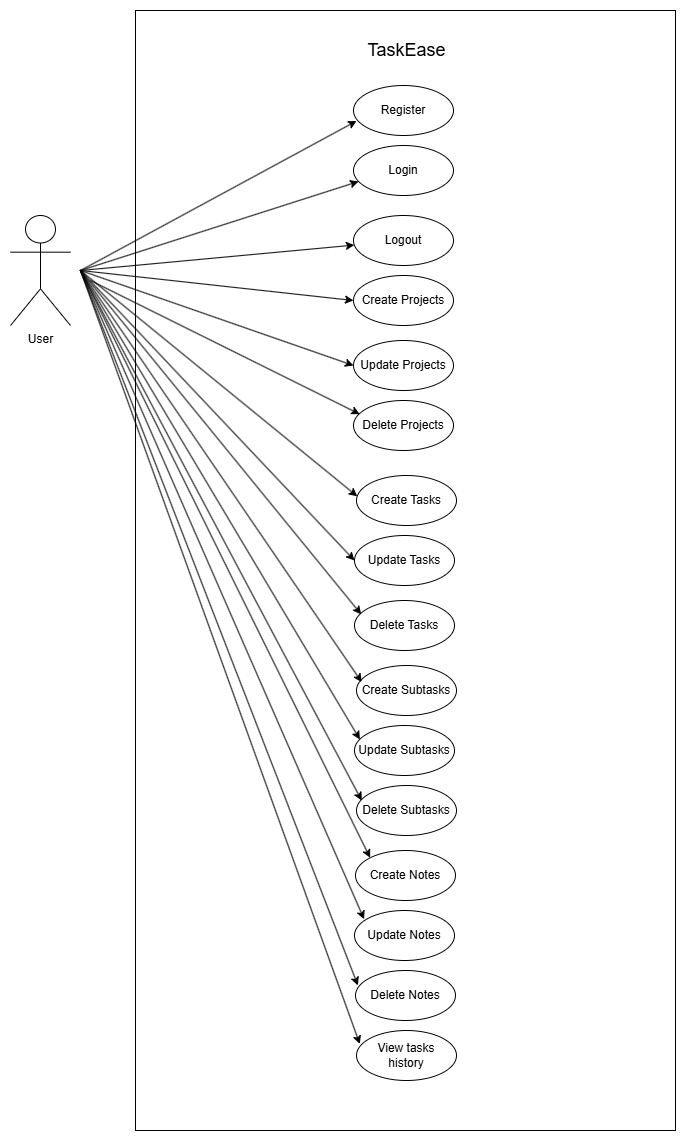 TaskEase
Register
Login
Logout
Create Projects
User
Update Projects
Delete Projects
Create Tasks
Update Tasks
Delete Tasks
Create Subtasks
Update Subtasks
Delete Subtasks
Create Notes
Update Notes
Delete Notes
View tasks
history